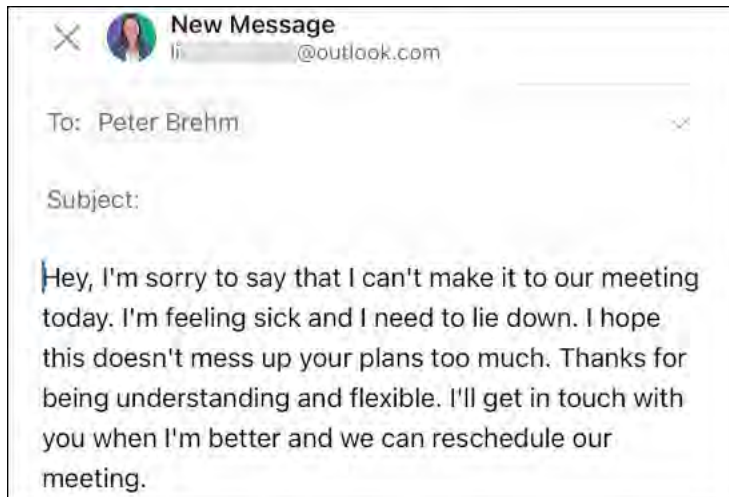 New Message
li @outlook.com
To: Peter Brehm
Subject:
Hey, I'm sorry to say that I can't make it to our meeting
today. I'm feeling sick and I need to lie down. I hope
this doesn't mess up your plans too much. Thanks for
being understanding and flexible. I'll get in touch with
you when I'm better and we can reschedule our
meeting.